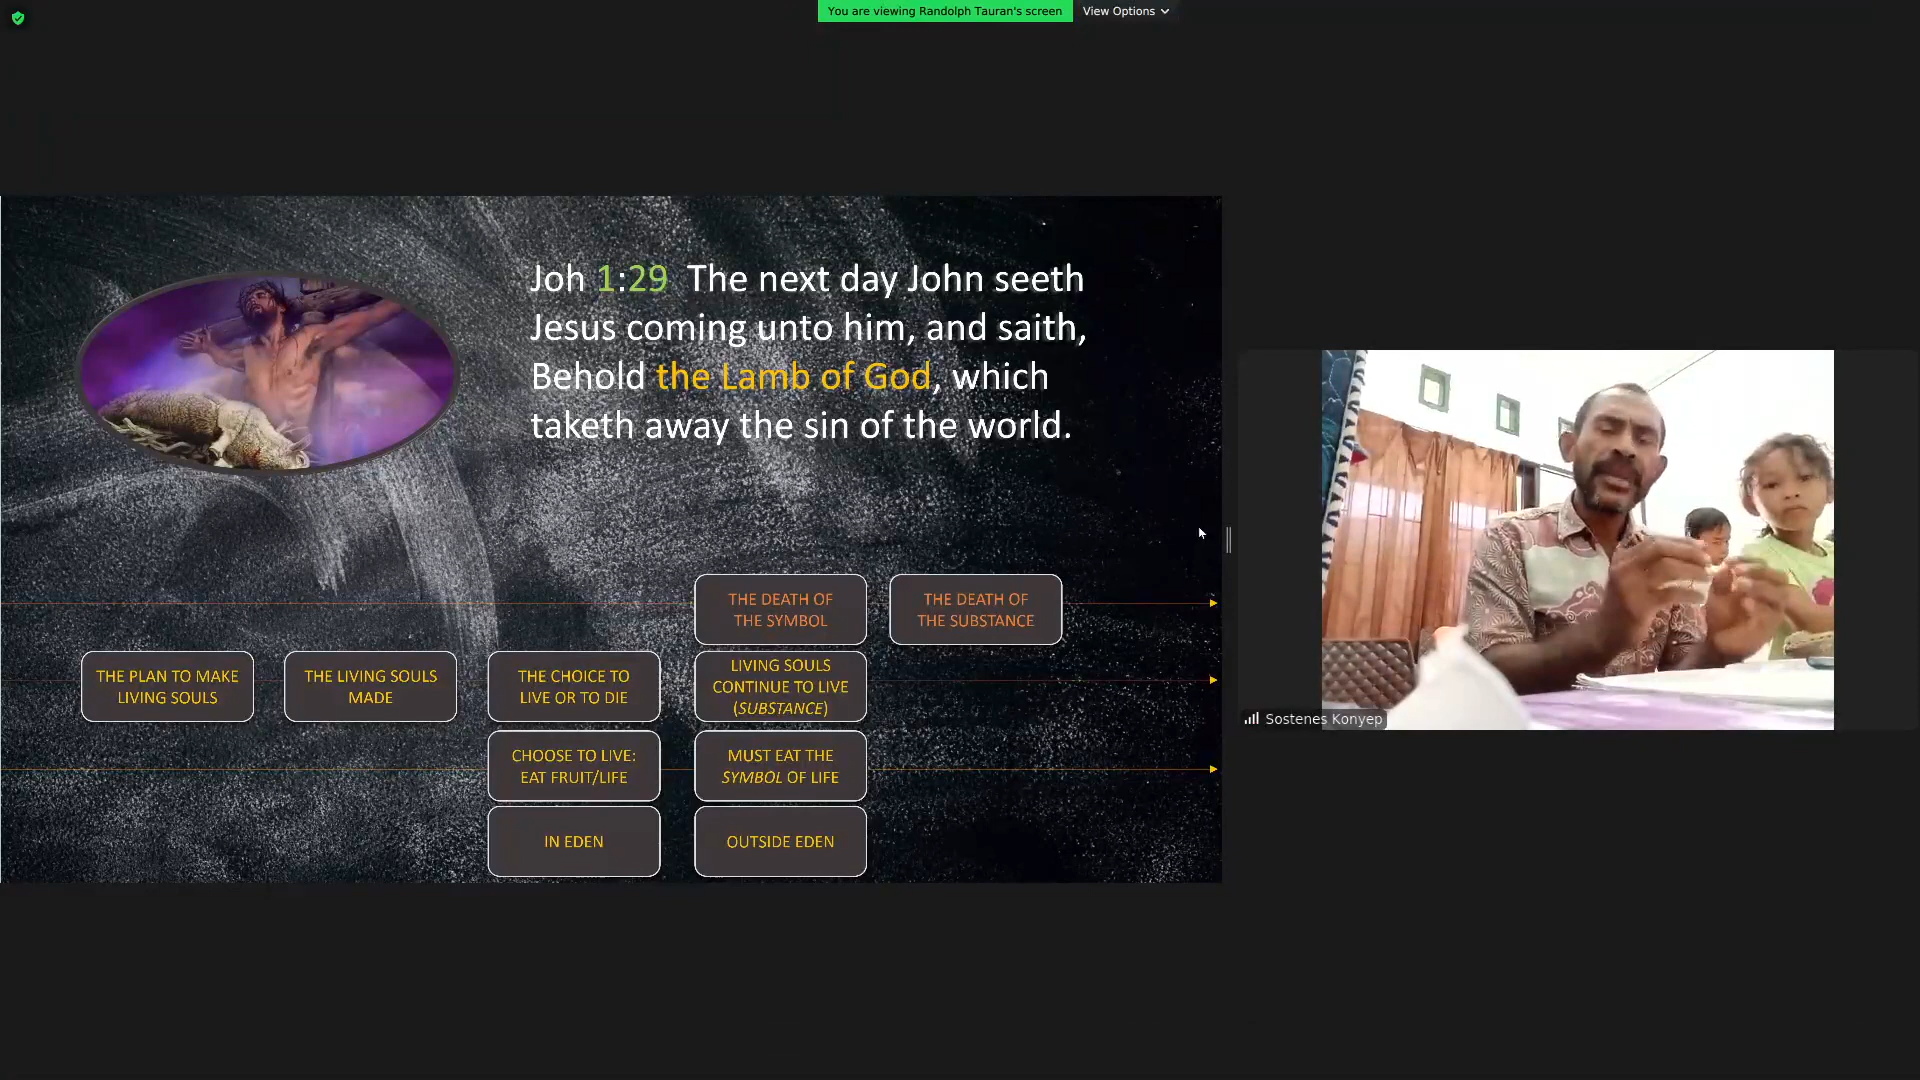 You are viewing Randolph Tauran's screen View Options
Joh 1:29 The next day John seeth
Jesus coming unto him, and saith,
Behold the Lamb of God, which
taketh away the sin of the world.
THE DEATH OF
THE SYMBOL
THE DEATH OF
THE SUBSTANCE
THE PLAN TO MAKE
LIVING SOULS
THE LIVING SOULS
MADE
THE CHOICE TO
LIVE OR TO DIE
LIVING SOULS
CONTINUE TO LIVE
(SUBSTANCE)
CHOOSE TO LIVE:
EAT FRUIT/LIFE
MUST EAT THE
SYMBOL OF LIFE
IN EDEN
OUTSIDE EDEN
Sostenes Konyep